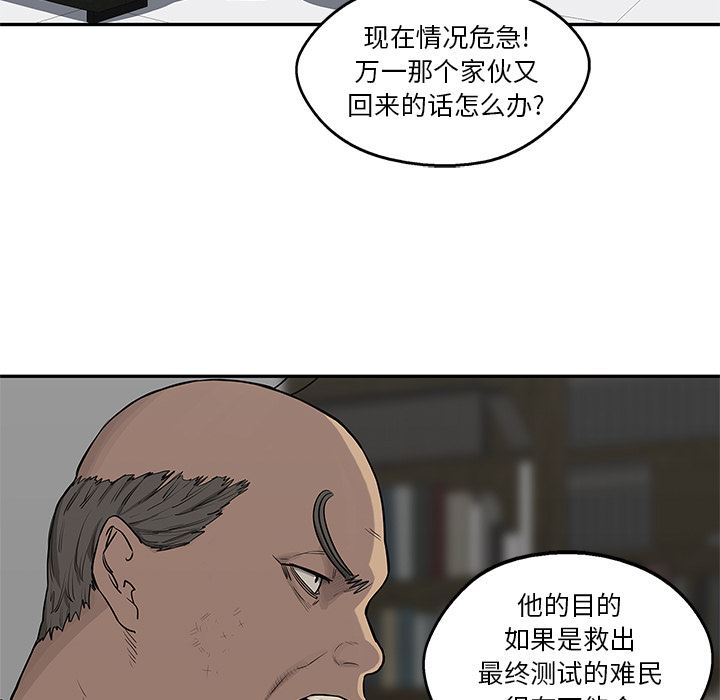 现在情况危急!
万一那个家伙又
回来的话怎么办?
他的目的
如果是救出
最终测试的难民